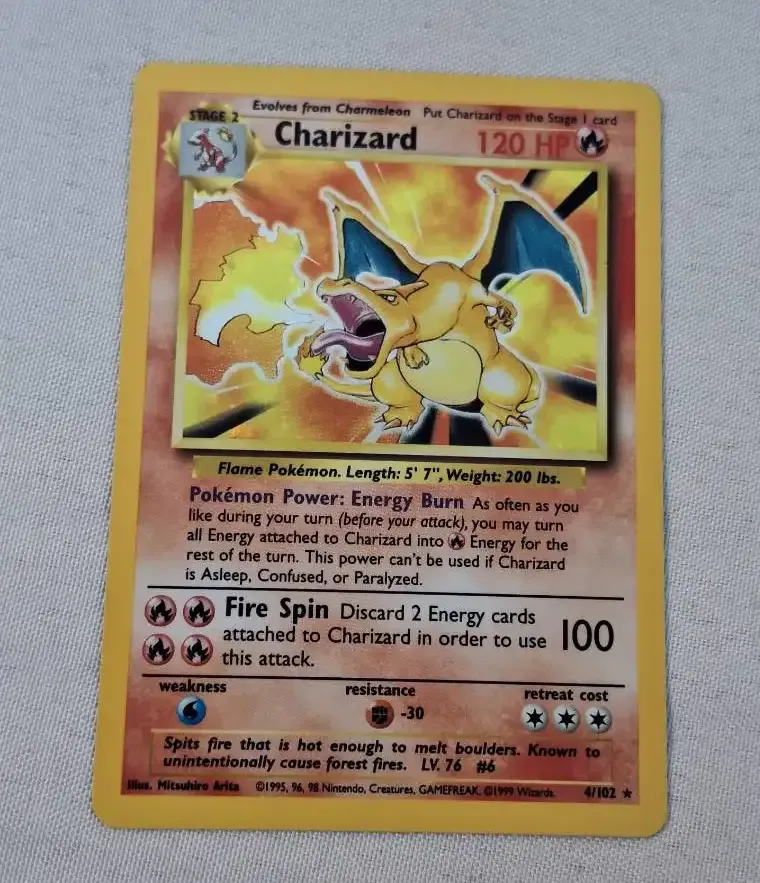 Evolves from Charmeleon Put Charizard on the Stage 1 card
STAGE 2
Charizard 120 HP
Flame Pokémon. Length: 5' 7", Weight: 200 lbs.
Pokémon Power: Energy Burn As often as you
like during your turn (before your attack), you may turn
all Energy attached to Charizard into Energy for the
rest of the turn. This power can't be used if Charizard
is Asleep, Confused, or Paralyzed.
Fire Spin Discard 2 Energy cards
attached to Charizard in order to use 100
this attack.
weakness resistance retreat cost
-30
Spits fire that is hot enough to melt boulders. Known to
unintentionally cause forest fires. LV. 76 #6
Illus. Mitsuhiro Arita ©1995, 96, 98 Nintendo, Creatures, GAMEFREAK. ©1999 Wizards. 4/102